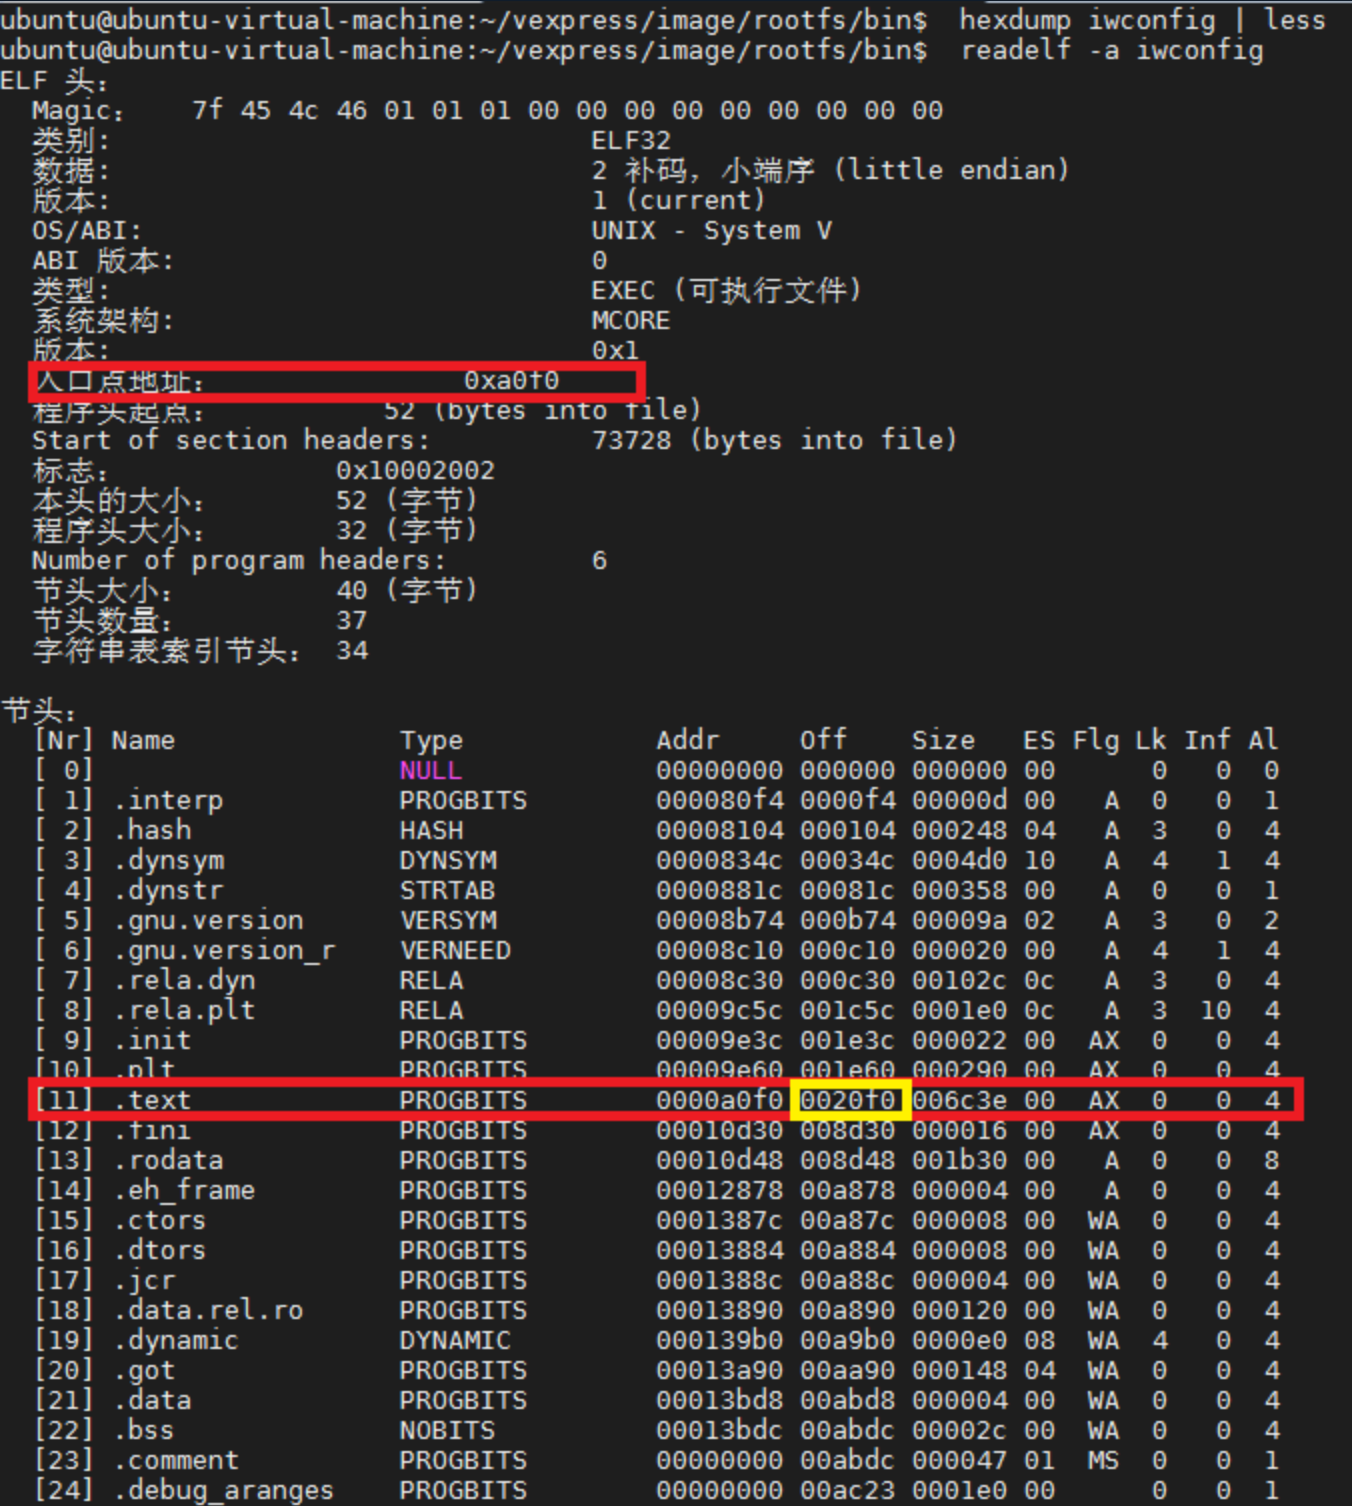 ubuntu@ubuntu-virtual-machine:~/vexpress/image/rootfs/bin$  hexdump iwconfig | less
ubuntu@ubuntu-virtual-machine:~/vexpress/image/rootfs/bin$  readelf -a iwconfig
ELF 头：
Magic：  7f 45 4c 46 01 01 01 00 00 00 00 00 00 00 00 00
类别: ELF32
数据: 2 补码，小端序 (little endian)
版本: 1 (current)
OS/ABI: UNIX - System V
ABI 版本: 0
类型: EXEC (可执行文件)
系统架构: MCORE
版本: 0x1
入口点地址： 0xa0f0
程序头起点： 52 (bytes into file)
Start of section headers: 73728 (bytes into file)
标志： 0x10002002
本头的大小： 52 (字节)
程序头大小： 32 (字节)
Number of program headers: 6
节头大小： 40 (字节)
节头数量： 37
字符串表索引节头： 34
节头：
[Nr] Name Type Addr Off Size ES Flg Lk Inf Al
[ 0] NULL 00000000 000000 000000 00 0 0 0
[ 1] .interp PROGBITS 000080f4 0000f4 00000d 00 A 0 0 1
[ 2] .hash HASH 00008104 000104 000248 04 A 3 0 4
[ 3] .dynsym DYNSYM 0000834c 00034c 0004d0 10 A 4 1 4
[ 4] .dynstr STRTAB 0000881c 00081c 000358 00 A 0 0 1
[ 5] .gnu.version VERSYM 00008b74 000b74 00009a 02 A 3 0 2
[ 6] .gnu.version_r VERNEED 00008c10 000c10 000020 00 A 4 1 4
[ 7] .rela.dyn RELA 00008c30 000c30 00102c 0c A 3 0 4
[ 8] .rela.plt RELA 00009c5c 001c5c 0001e0 0c A 3 10 4
[ 9] .init PROGBITS 00009e3c 001e3c 000022 00 AX 0 0 4
[10] .plt PROGBITS 00009e60 001e60 000290 00 AX 0 0 4
[11] .text PROGBITS 0000a0f0 0020f0 006c3e 00 AX 0 0 4
[12] .fini PROGBITS 00010d30 008d30 000016 00 AX 0 0 4
[13] .rodata PROGBITS 00010d48 008d48 001b30 00 A 0 0 8
[14] .eh_frame PROGBITS 00012878 00a878 000004 00 A 0 0 4
[15] .ctors PROGBITS 0001387c 00a87c 000008 00 WA 0 0 4
[16] .dtors PROGBITS 00013884 00a884 000008 00 WA 0 0 4
[17] .jcr PROGBITS 0001388c 00a88c 000004 00 WA 0 0 4
[18] .data.rel.ro PROGBITS 00013890 00a890 000120 00 WA 0 0 4
[19] .dynamic DYNAMIC 000139b0 00a9b0 0000e0 08 WA 4 0 4
[20] .got PROGBITS 00013a90 00aa90 000148 04 WA 0 0 4
[21] .data PROGBITS 00013bd8 00abd8 000004 00 WA 0 0 4
[22] .bss NOBITS 00013bdc 00abdc 00002c 00 WA 0 0 4
[23] .comment PROGBITS 00000000 00abdc 000047 01 MS 0 0 1
[24] .debug_aranges PROGBITS 00000000 00ac23 0001e0 00 0 0 1